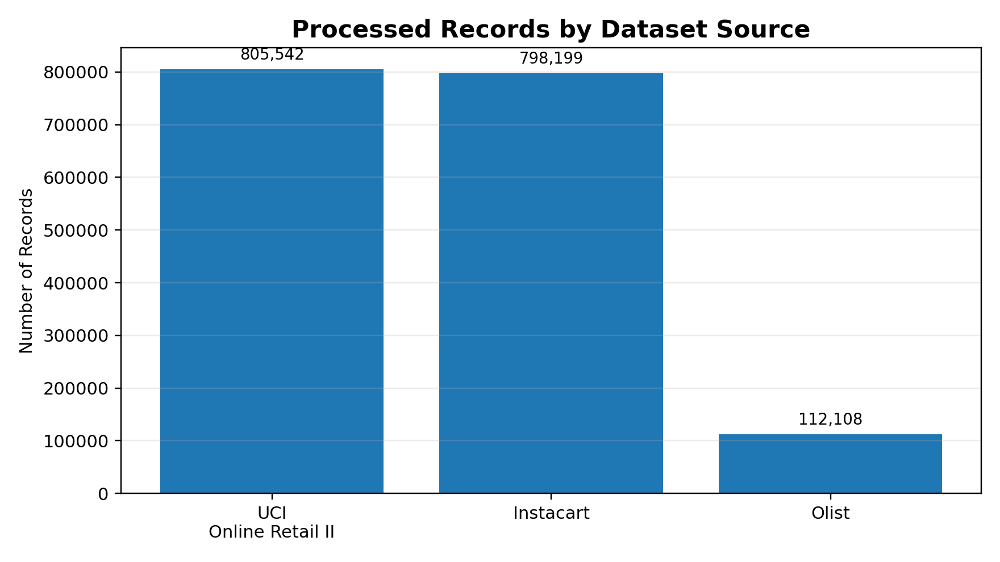 Processed Records by Dataset Source
805,542
798,199
112,108
Number of Records
800000
700000
600000
500000
400000
300000
200000
100000
0
UCI
Online Retail II
Instacart
Olist